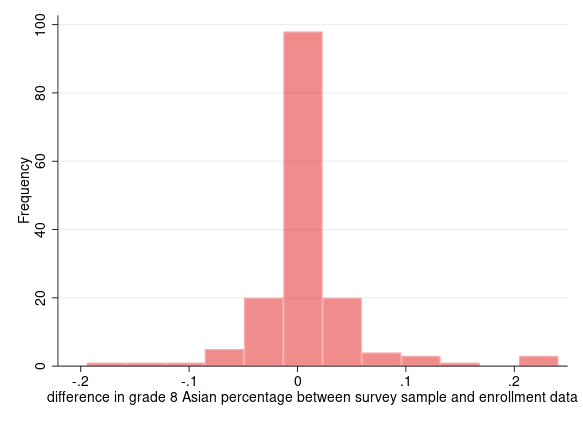 100
80
60
40
20
0
Frequency
-.2 -.1 0 .1 .2
difference in grade 8 Asian percentage between survey sample and enrollment data